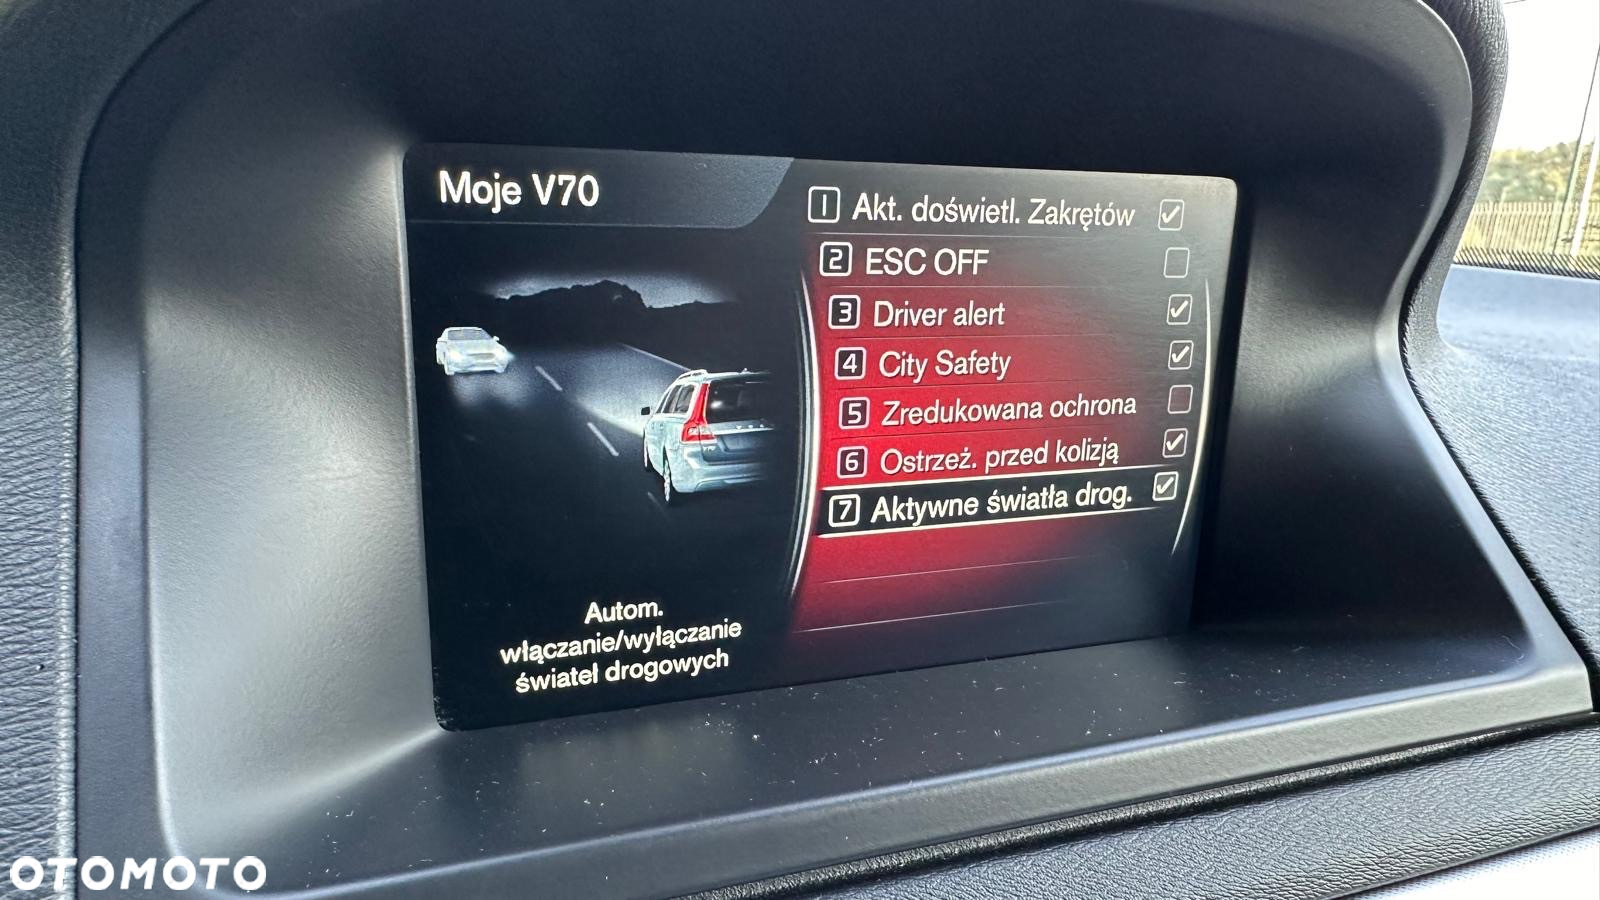 Moje V70
1 Akt. doświetl. Zakrętów
2 ESC OFF
3 Driver alert
4 City Safety
5 Zredukowana ochrona
6 Ostrzeż. przed kolizją
7 Aktywne światła drog.
Autom.
włączanie/wyłączanie
świateł drogowych
OTOMOTO